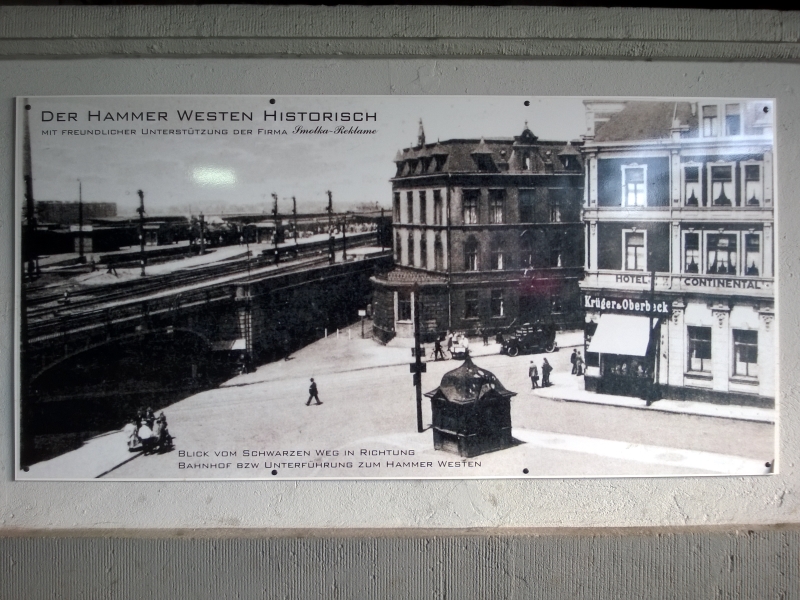 Der Hammer Westen Historisch
mit freundlicher Unterstützung der Firma Smolka-Reklame
HOTEL CONTINENTAL
Krüger & Oberbeck
Blick vom Schwarzen Weg in Richtung
Bahnhof bzw Unterführung zum Hammer Westen